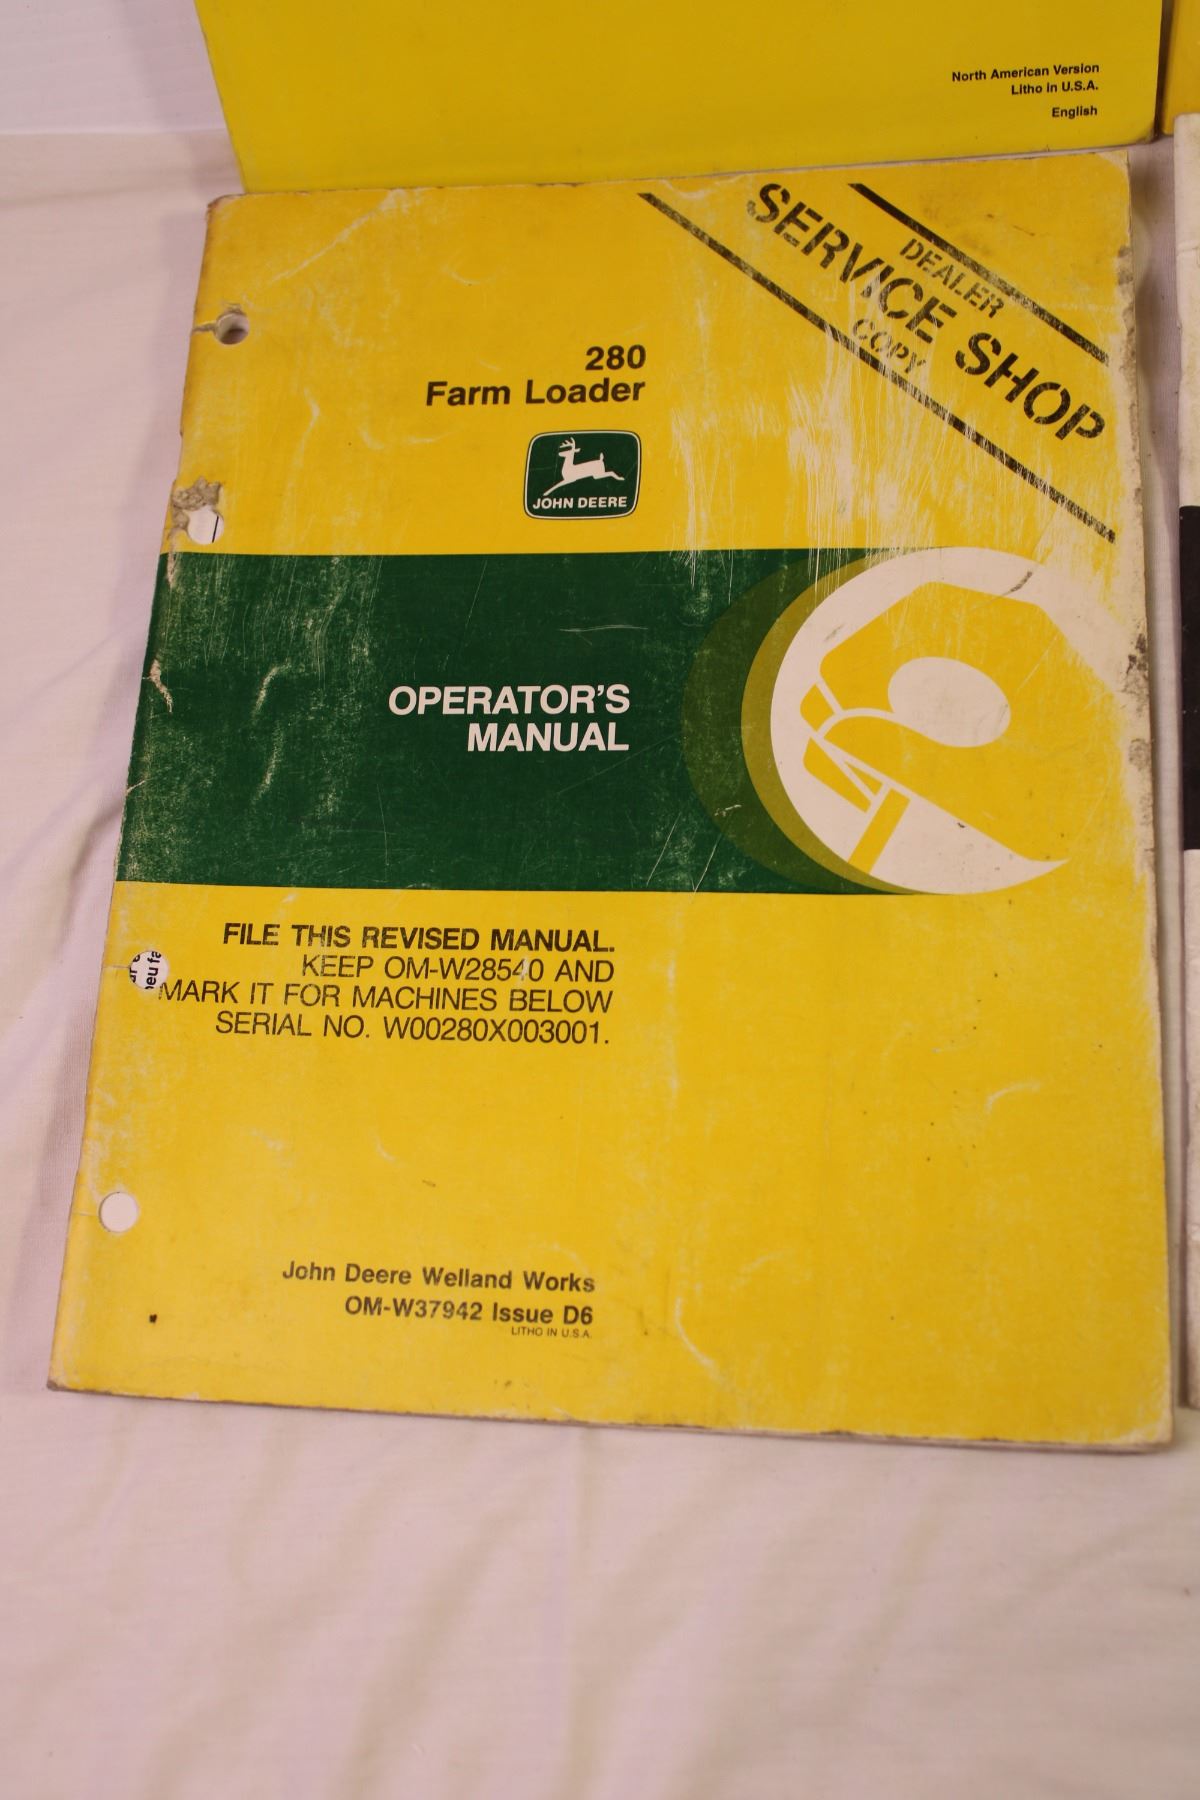 North American Version
Litho in U.S.A.
English
DEALER
SERVICE SHOP
COPY
280
Farm Loader
JOHN DEERE
OPERATOR'S
MANUAL
FILE THIS REVISED MANUAL.
KEEP OM-W28540 AND
MARK IT FOR MACHINES BELOW
SERIAL NO. W00280X003001.
John Deere Welland Works
OM-W37942 Issue D6
LITHO IN U.S.A.